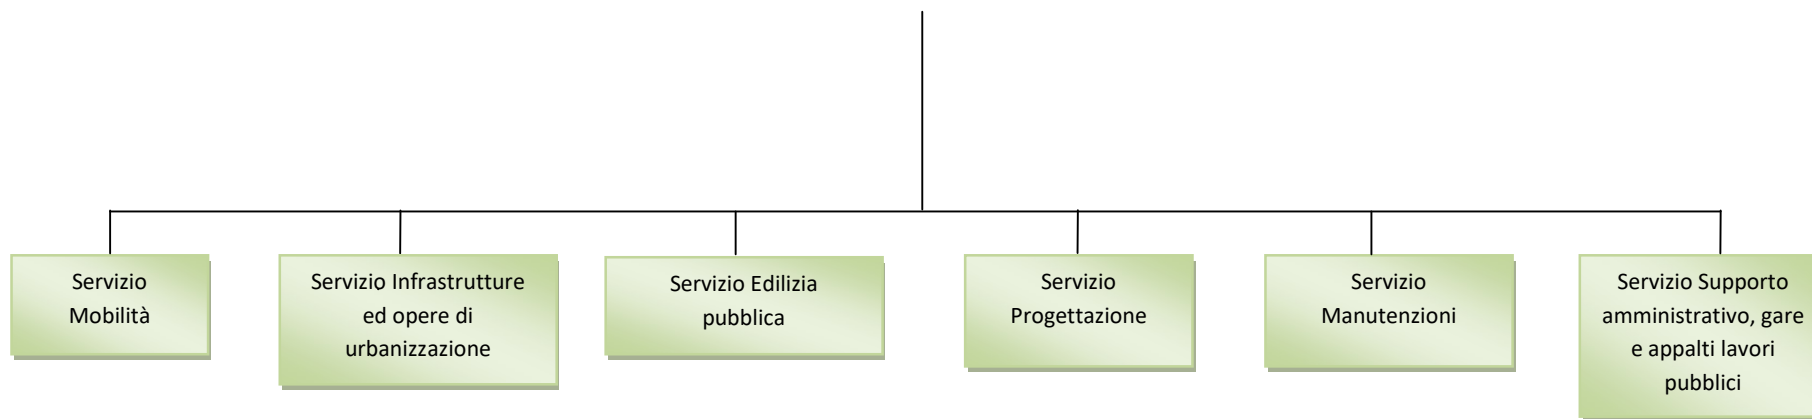 Servizio
Mobilità
Servizio Infrastrutture
ed opere di
urbanizzazione
Servizio Edilizia
pubblica
Servizio
Progettazione
Servizio
Manutenzioni
Servizio Supporto
amministrativo, gare
e appalti lavori
pubblici